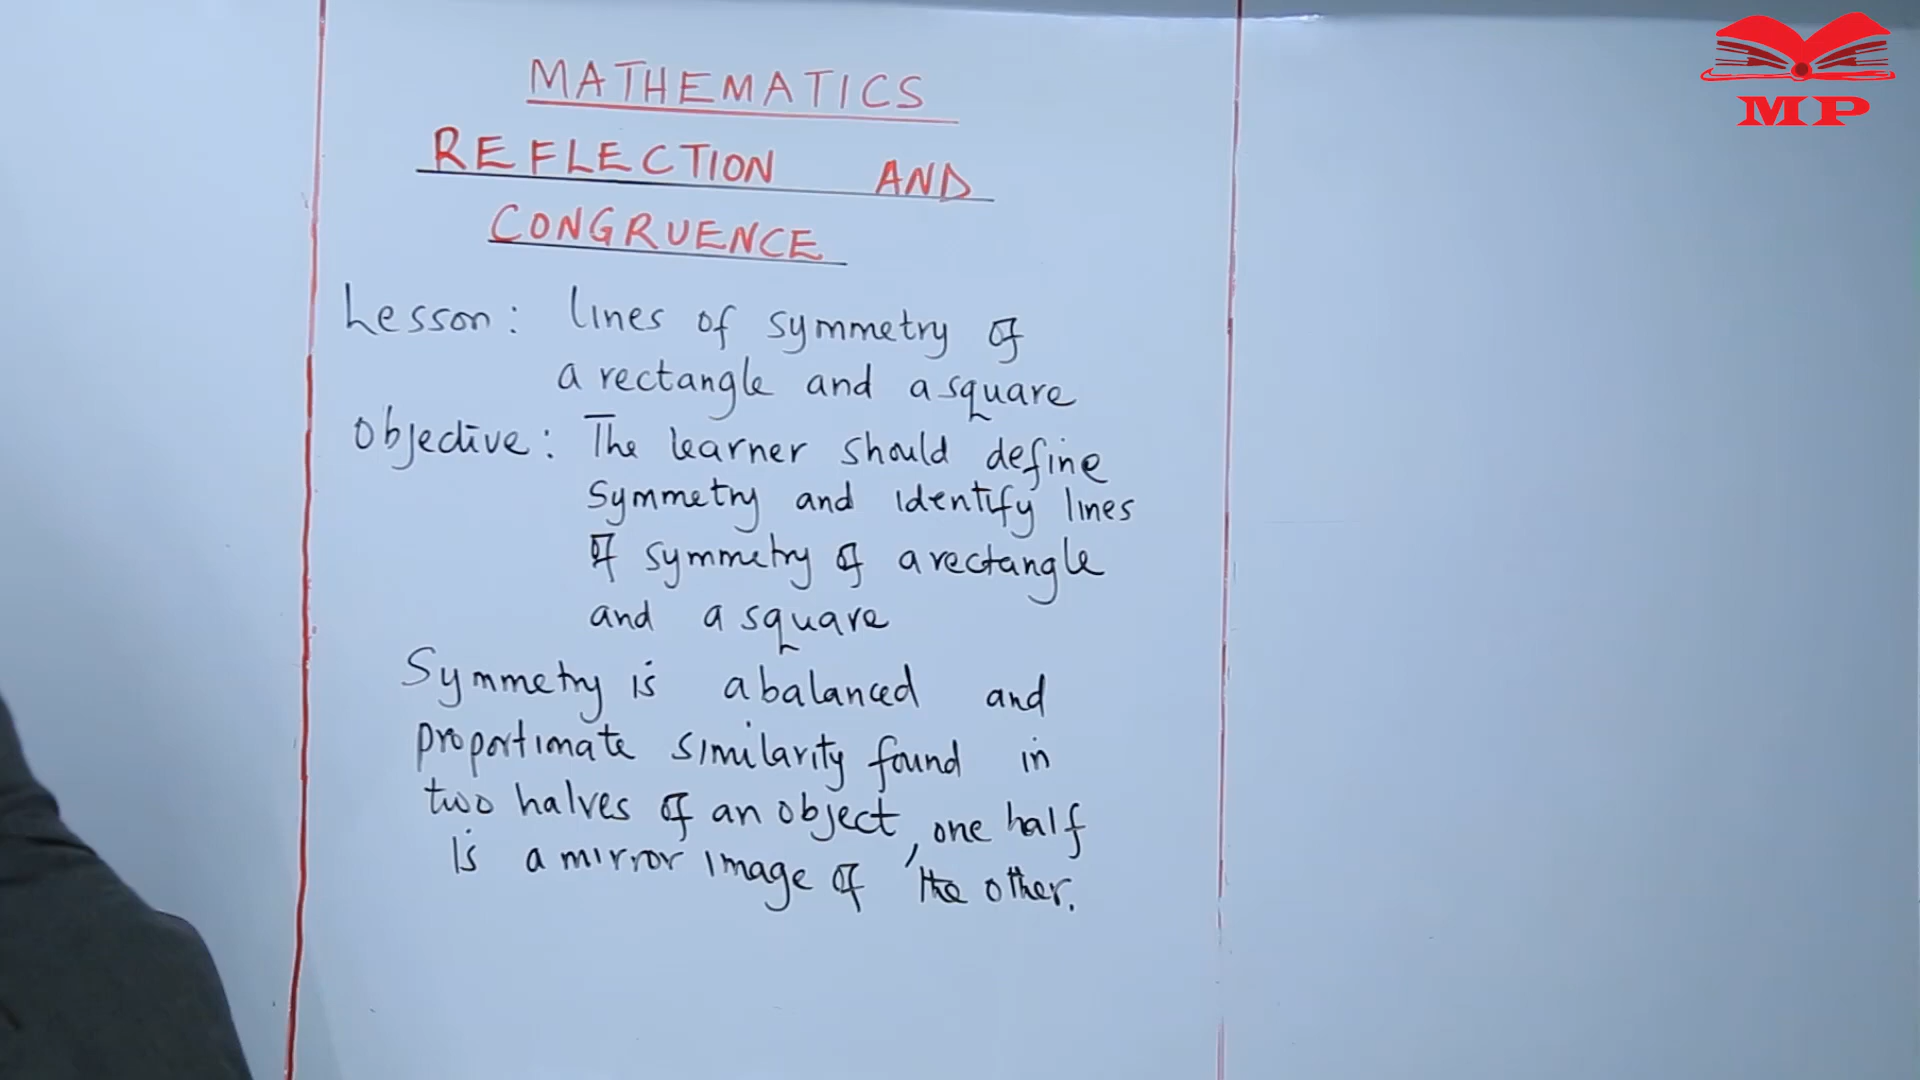 MATHEMATICS
REFLECTION AND
CONGRUENCE
Lesson: lines of symmetry of
a rectangle and a square
Objective: The learner should define
Symmetry and identify lines
of symmetry of a rectangle
and a square
Symmetry is a balanced and
proportimate similarity found in
two halves of an object, one half
is a mirror image of the other.
MP